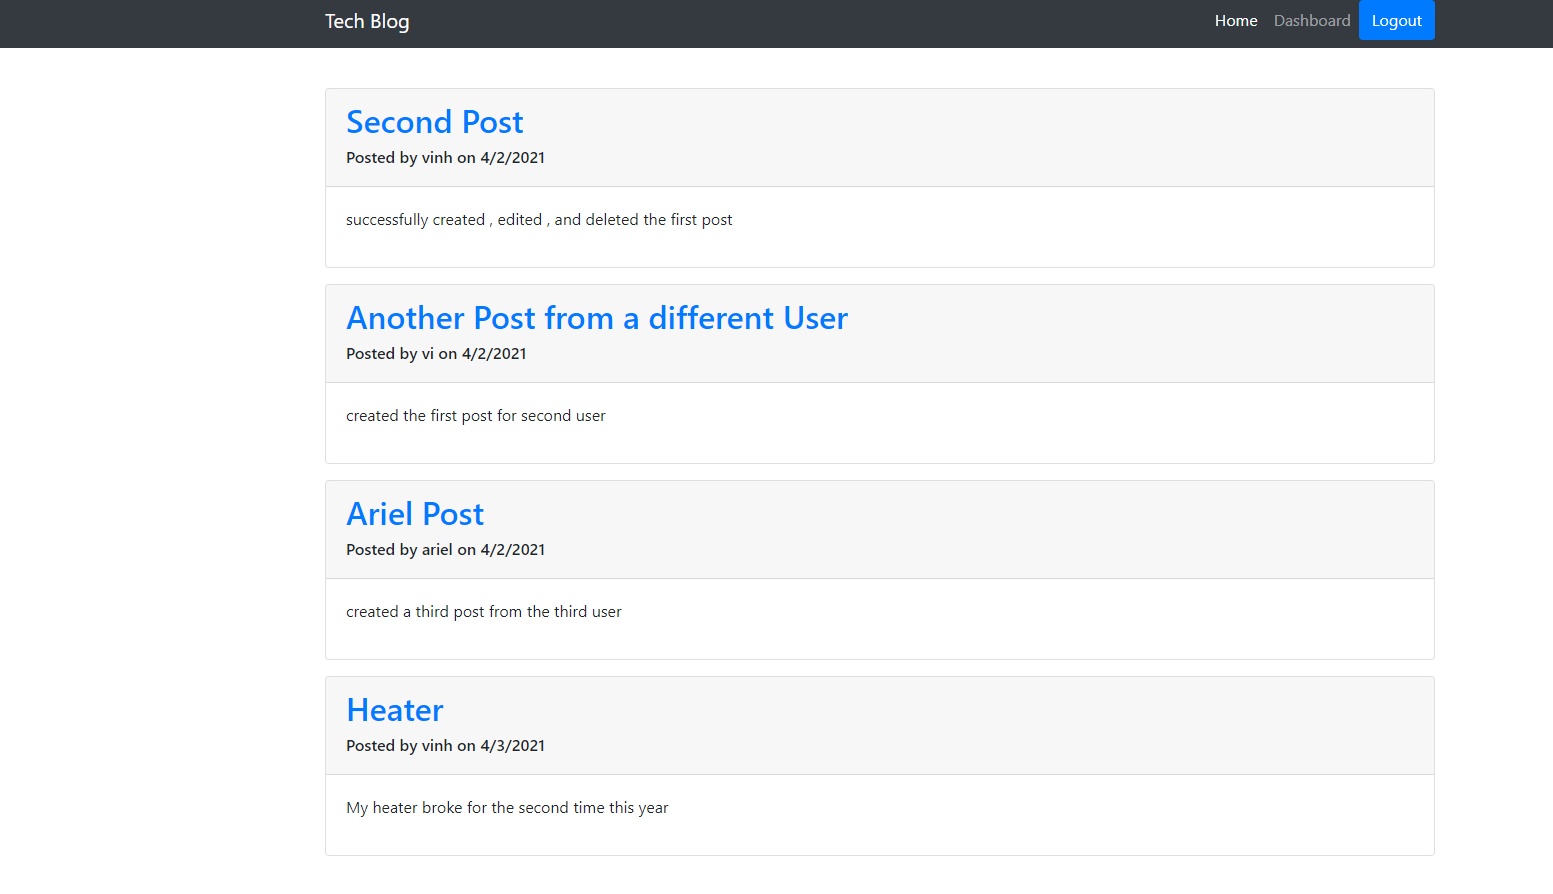 Tech Blog
Home Dashboard Logout
Second Post
Posted by vinh on 4/2/2021
successfully created , edited , and deleted the first post
Another Post from a different User
Posted by vi on 4/2/2021
created the first post for second user
Ariel Post
Posted by ariel on 4/2/2021
created a third post from the third user
Heater
Posted by vinh on 4/3/2021
My heater broke for the second time this year